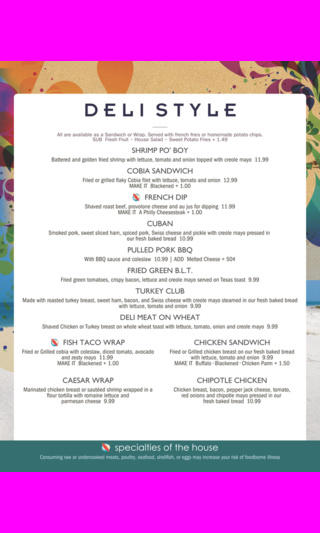 DELI STYLE
All are available as a Sandwich or Wrap. Served with french fries or homemade potato chips.
SUB Fresh Fruit - House Salad - Sweet Potato Fries + 1.49
SHRIMP PO' BOY
Battered and golden fried shrimp with lettuce, tomato and onion topped with creole mayo 11.99
COBIA SANDWICH
Fried or grilled flaky Cobia filet with lettuce, tomato and onion 12.99
MAKE IT Blackened + 1.00
FRENCH DIP
Shaved roast beef, provolone cheese and au jus for dipping 11.99
MAKE IT A Philly Cheesesteak + 1.00
CUBAN
Smoked pork, sweet sliced ham, spiced pork, Swiss cheese and pickle with creole mayo pressed in
our fresh baked bread 10.99
PULLED PORK BBQ
With BBQ sauce and coleslaw 10.99 | ADD Melted Cheese + 50¢
FRIED GREEN B.L.T.
Fried green tomatoes, crispy bacon, lettuce and creole mayo served on Texas toast 9.99
TURKEY CLUB
Made with roasted turkey breast, sweet ham, bacon, and Swiss cheese with creole mayo steamed in our fresh baked bread
with lettuce, tomato and onion 9.99
DELI MEAT ON WHEAT
Shaved Chicken or Turkey breast on whole wheat toast with lettuce, tomato, onion and creole mayo 9.99
FISH TACO WRAP
Fried or Grilled cobia with coleslaw, diced tomato, avocado
and zesty mayo 11.99
MAKE IT Blackened + 1.00
CHICKEN SANDWICH
Fried or Grilled chicken breast on our fresh baked bread
with lettuce, tomato and onion 9.99
MAKE IT Buffalo · Blackened · Chicken Parm + 1.50
CAESAR WRAP
Marinated chicken breast or sautéed shrimp wrapped in a
flour tortilla with romaine lettuce and
parmesan cheese 9.99
CHIPOTLE CHICKEN
Chicken breast, bacon, pepper jack cheese, tomato,
red onions and chipotle mayo pressed in our
fresh baked bread 10.99
specialties of the house
Consuming raw or undercooked meats, poultry, seafood, shellfish, or eggs may increase your risk of foodborne illness